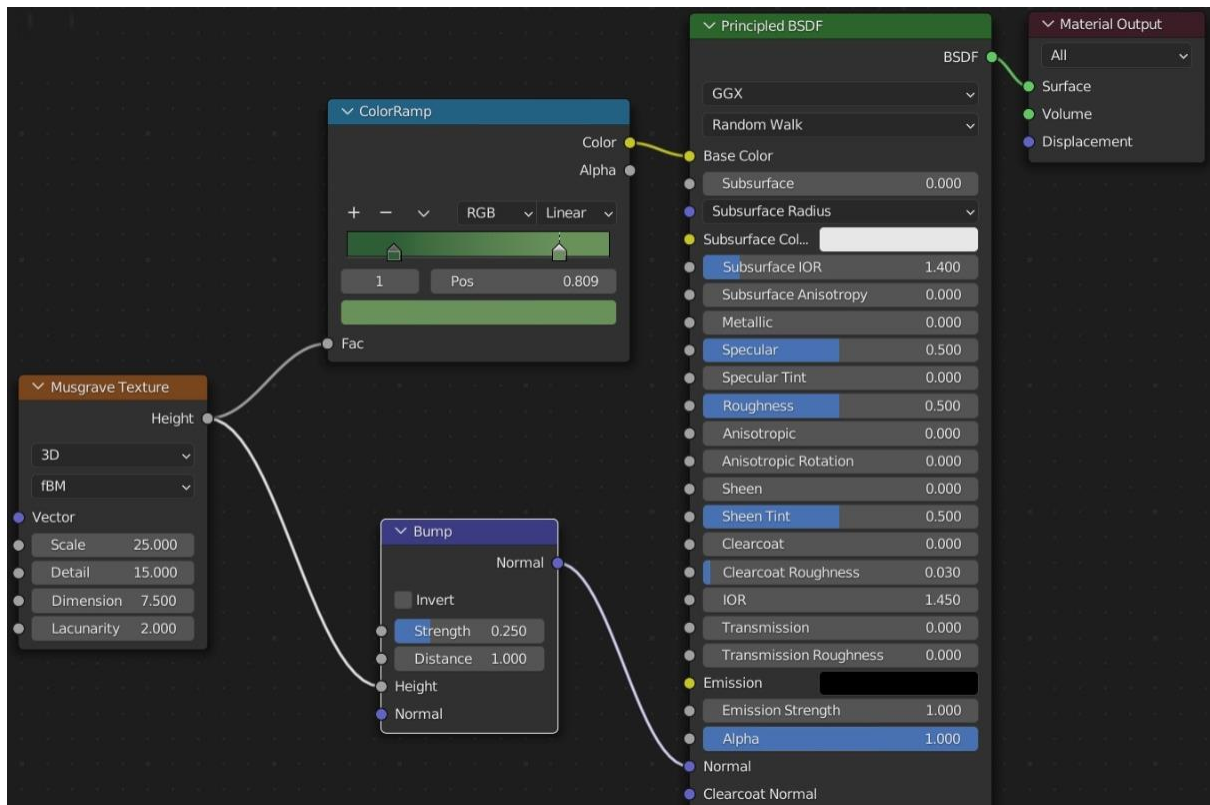 Musgrave Texture
Height
3D
fBM
Vector
Scale 25.000
Detail 15.000
Dimension 7.500
Lacunarity 2.000
ColorRamp
Color
Alpha
+ − RGB Linear
1 Pos 0.809
Fac
Bump
Normal
Invert
Strength 0.250
Distance 1.000
Height
Normal
Principled BSDF
BSDF
GGX
Random Walk
Base Color
Subsurface 0.000
Subsurface Radius
Subsurface Col...
Subsurface IOR 1.400
Subsurface Anisotropy 0.000
Metallic 0.000
Specular 0.500
Specular Tint 0.000
Roughness 0.500
Anisotropic 0.000
Anisotropic Rotation 0.000
Sheen 0.000
Sheen Tint 0.500
Clearcoat 0.000
Clearcoat Roughness 0.030
IOR 1.450
Transmission 0.000
Transmission Roughness 0.000
Emission
Emission Strength 1.000
Alpha 1.000
Normal
Clearcoat Normal
Material Output
All
Surface
Volume
Displacement